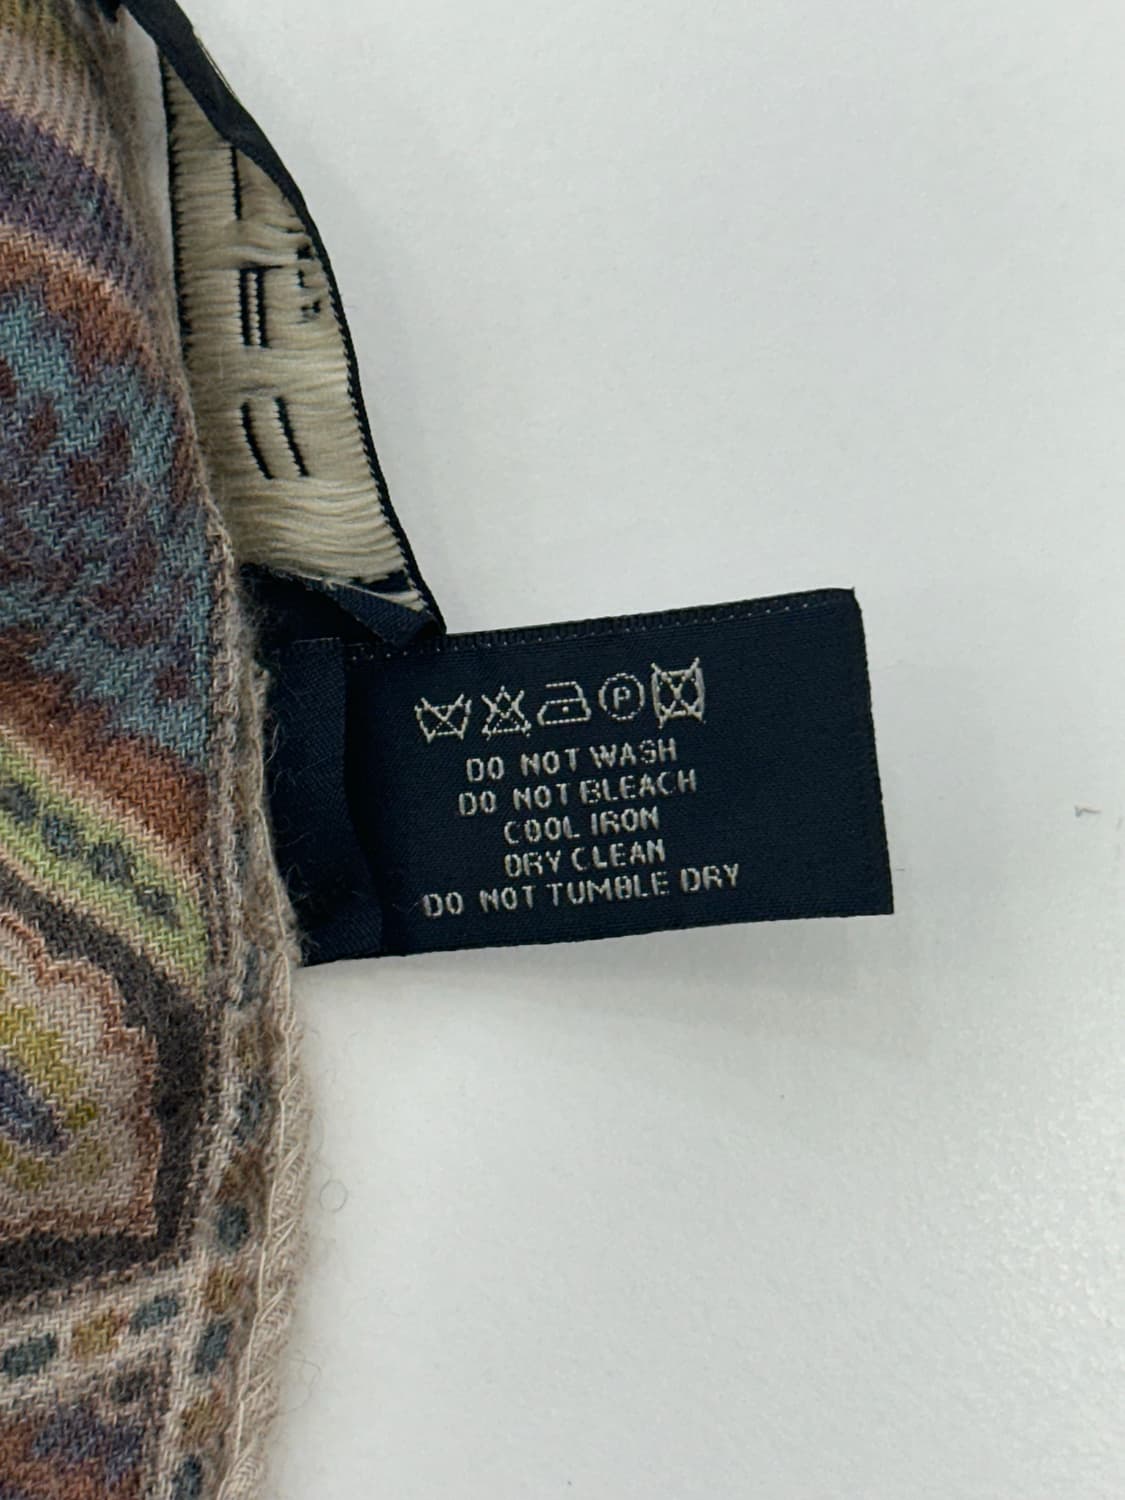 P
DO NOT WASH
DO NOT BLEACH
COOL IRON
DRY CLEAN
DO NOT TUMBLE DRY